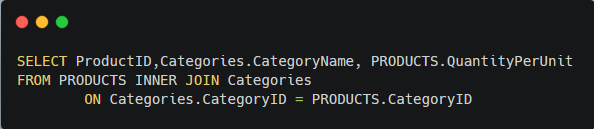 SELECT ProductID,Categories.CategoryName, PRODUCTS.QuantityPerUnit
FROM PRODUCTS INNER JOIN Categories
ON Categories.CategoryID = PRODUCTS.CategoryID